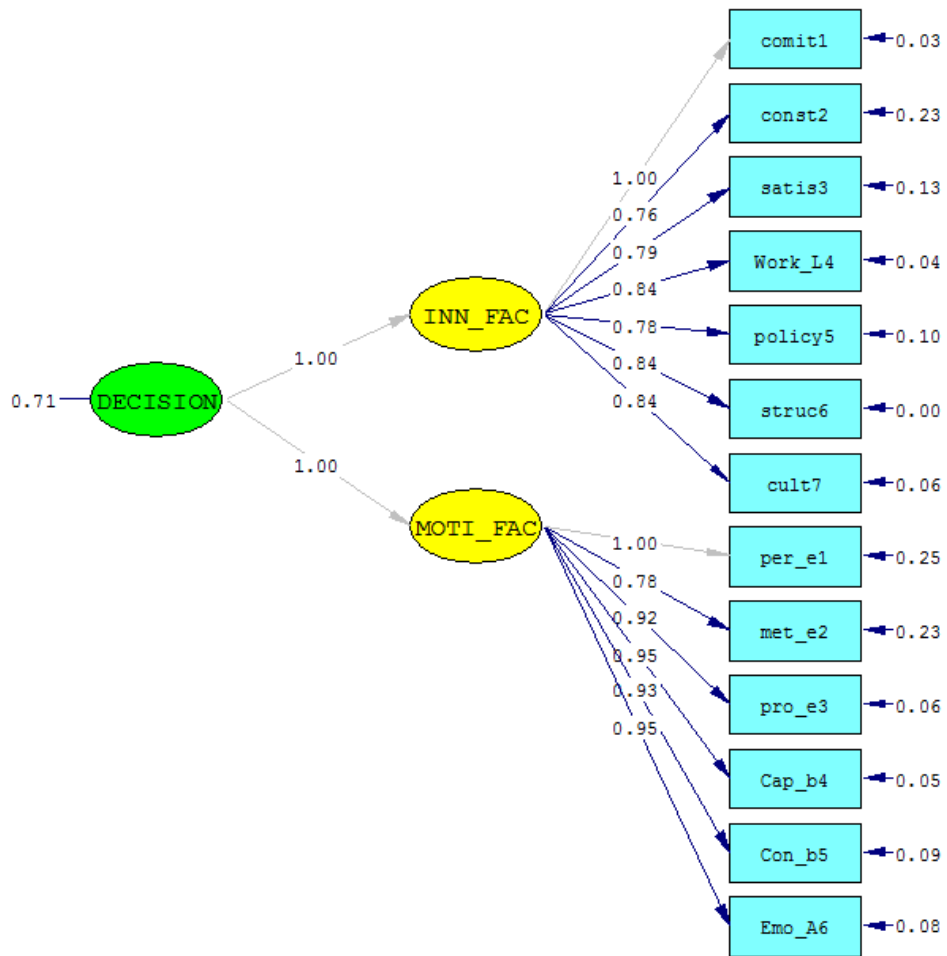 comit1
0.03
const2
0.23
satis3
0.13
Work_L4
0.04
policy5
0.10
struc6
0.00
cult7
0.06
per_e1
0.25
met_e2
0.23
pro_e3
0.06
Cap_b4
0.05
Con_b5
0.09
Emo_A6
0.08
1.00
0.76
0.79
0.84
0.78
0.84
0.84
INN_FAC
1.00
0.71
DECISION
1.00
MOTI_FAC
1.00
0.78
0.92
0.95
0.93
0.95